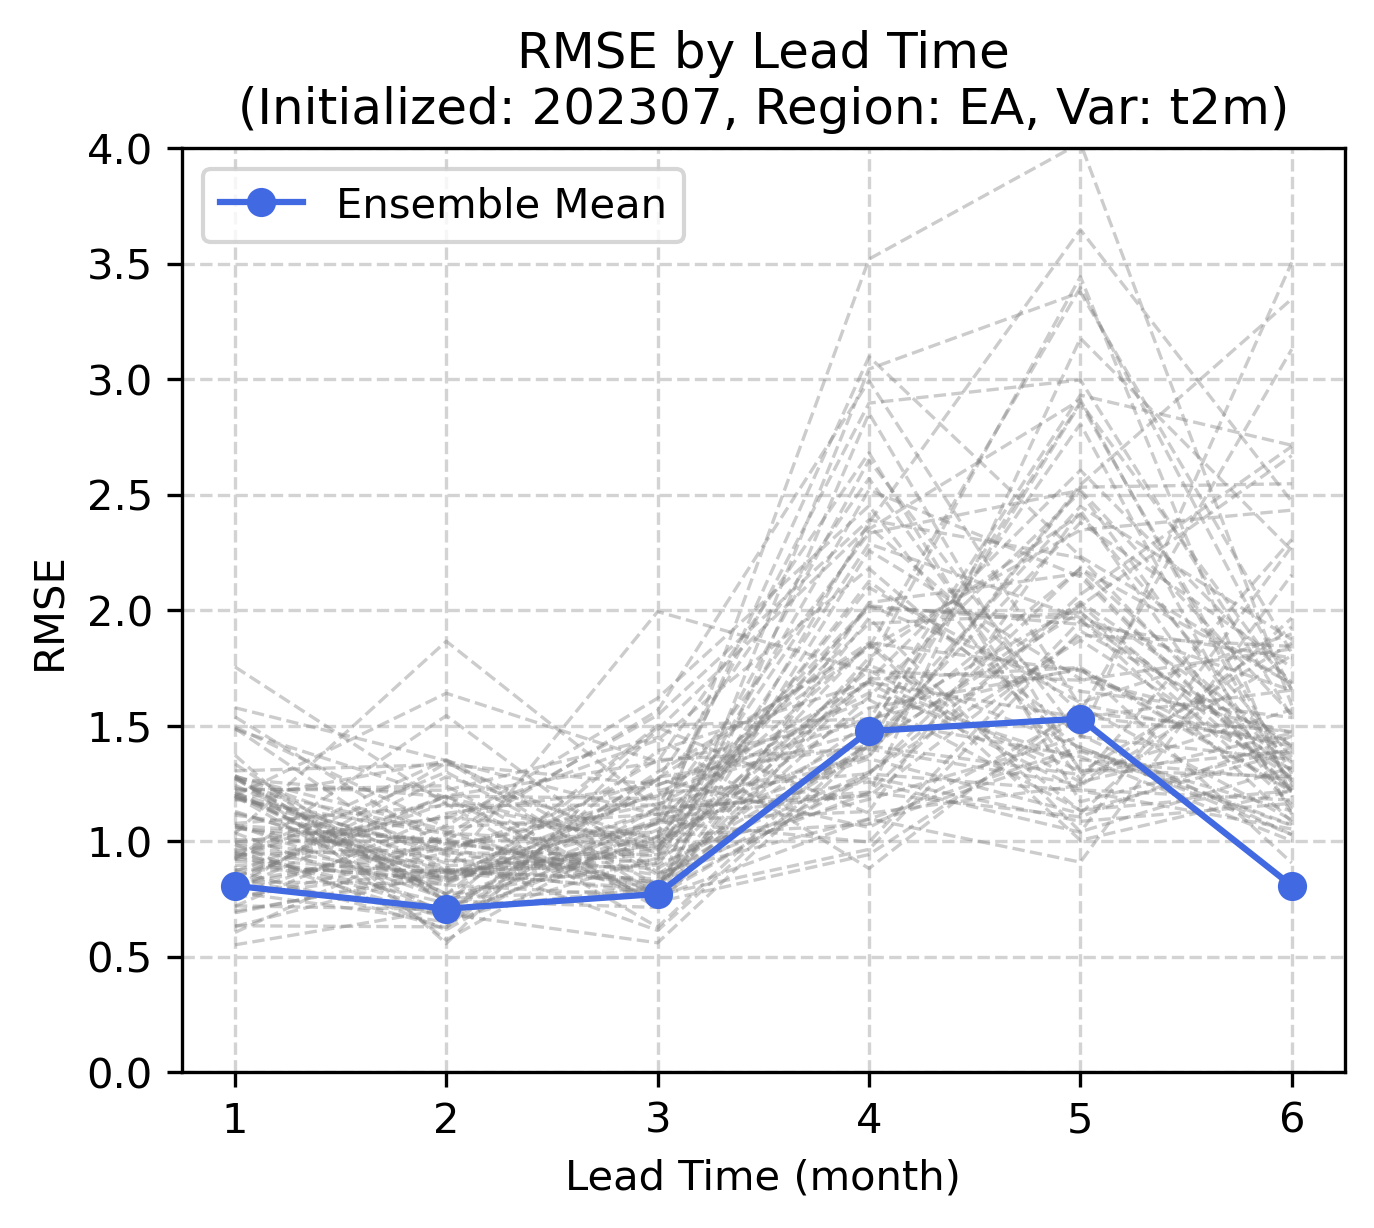 RMSE by Lead Time
(Initialized: 202307, Region: EA, Var: t2m)
4.0
3.5
3.0
2.5
2.0
1.5
1.0
0.5
0.0
RMSE
Ensemble Mean
1 2 3 4 5 6
Lead Time (month)